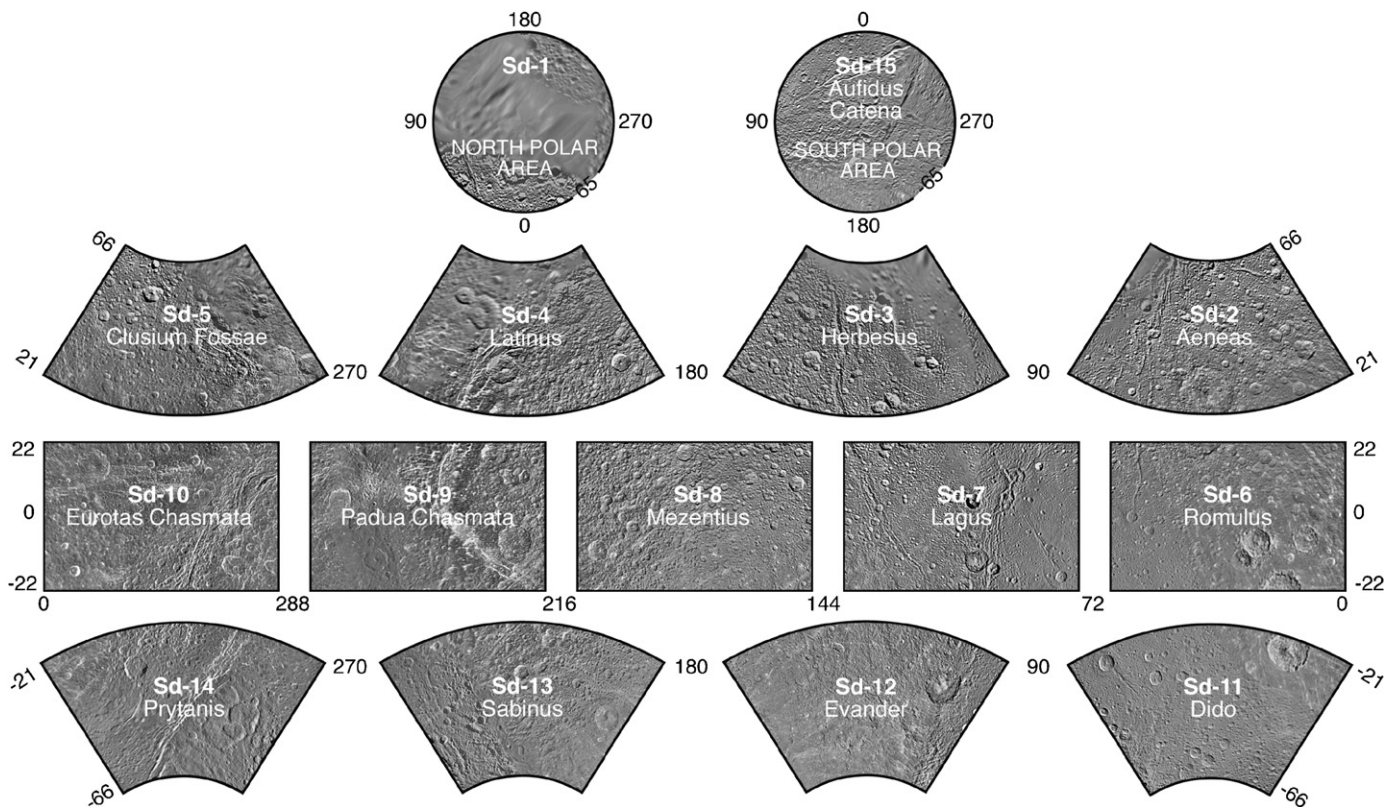 180
0
Sd-1
Sd-15
Aufidus
Catena
90
270
90
270
NORTH POLAR
AREA
SOUTH POLAR
AREA
65
-65
0
180
66
66
Sd-5
Clusium Fossae
Sd-4
Latinus
Sd-3
Herbesus
Sd-2
Aeneas
21
270
180
90
21
22
22
Sd-10
Eurotas Chasmata
Sd-9
Padua Chasmata
Sd-8
Mezentius
Sd-7
Lagus
Sd-6
Romulus
0
0
-22
-22
0
288
216
144
72
0
-21
270
180
90
-21
Sd-14
Prytanis
Sd-13
Sabinus
Sd-12
Evander
Sd-11
Dido
-66
-66